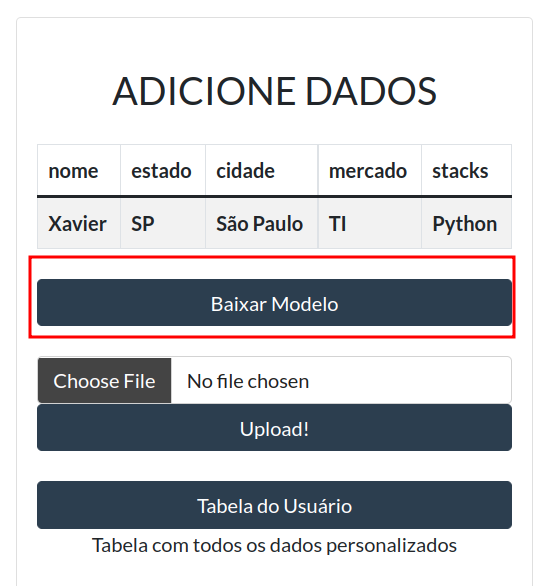 ADICIONE DADOS
nome estado cidade mercado stacks
Xavier SP São Paulo TI Python
Baixar Modelo
Choose File No file chosen
Upload!
Tabela do Usuário
Tabela com todos os dados personalizados